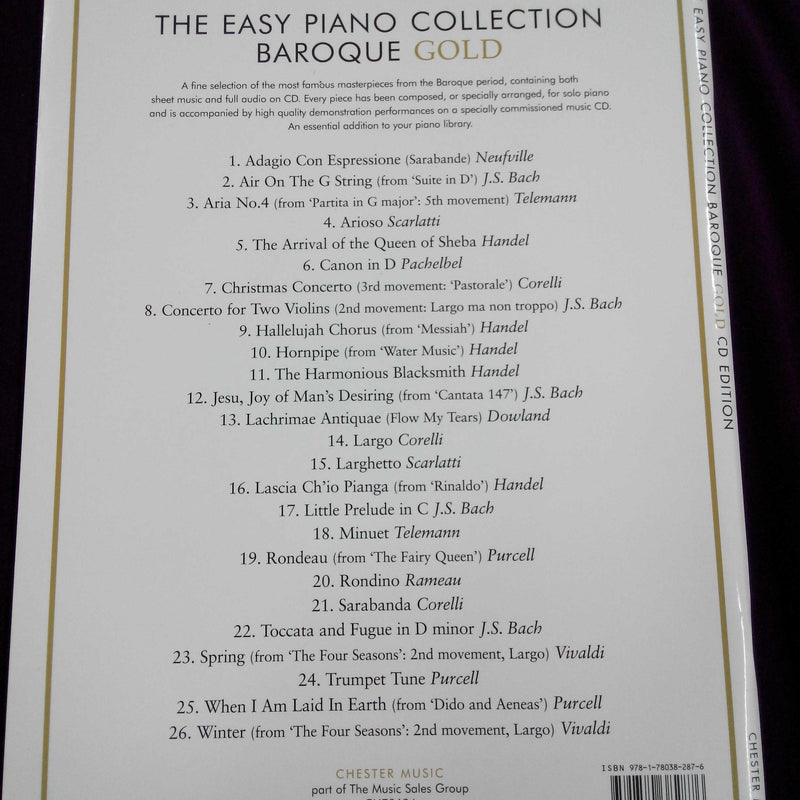 THE EASY PIANO COLLECTION
BAROQUE GOLD
A fine selection of the most famous masterpieces from the Baroque period, containing both
sheet music and full audio on CD. Every piece has been composed, or specially arranged, for solo piano
and is accompanied by high quality demonstration performances on a specially commissioned music CD.
An essential addition to your piano library.
1. Adagio Con Espressione (Sarabande) Neufville
2. Air On The G String (from ‘Suite in D’) J.S. Bach
3. Aria No.4 (from ‘Partita in G major’: 5th movement) Telemann
4. Arioso Scarlatti
5. The Arrival of the Queen of Sheba Handel
6. Canon in D Pachelbel
7. Christmas Concerto (3rd movement: ‘Pastorale’) Corelli
8. Concerto for Two Violins (2nd movement: Largo ma non troppo) J.S. Bach
9. Hallelujah Chorus (from ‘Messiah’) Handel
10. Hornpipe (from ‘Water Music’) Handel
11. The Harmonious Blacksmith Handel
12. Jesu, Joy of Man’s Desiring (from ‘Cantata 147’) J.S. Bach
13. Lachrimae Antiquae (Flow My Tears) Dowland
14. Largo Corelli
15. Larghetto Scarlatti
16. Lascia Ch’io Pianga (from ‘Rinaldo’) Handel
17. Little Prelude in C J.S. Bach
18. Minuet Telemann
19. Rondeau (from ‘The Fairy Queen’) Purcell
20. Rondino Rameau
21. Sarabanda Corelli
22. Toccata and Fugue in D minor J.S. Bach
23. Spring (from ‘The Four Seasons’: 2nd movement, Largo) Vivaldi
24. Trumpet Tune Purcell
25. When I Am Laid In Earth (from ‘Dido and Aeneas’) Purcell
26. Winter (from ‘The Four Seasons’: 2nd movement, Largo) Vivaldi
CHESTER MUSIC
part of The Music Sales Group
ISBN 978-1-78038-287-6
EASY PIANO COLLECTION BAROQUE GOLD CD EDITION
CHESTER